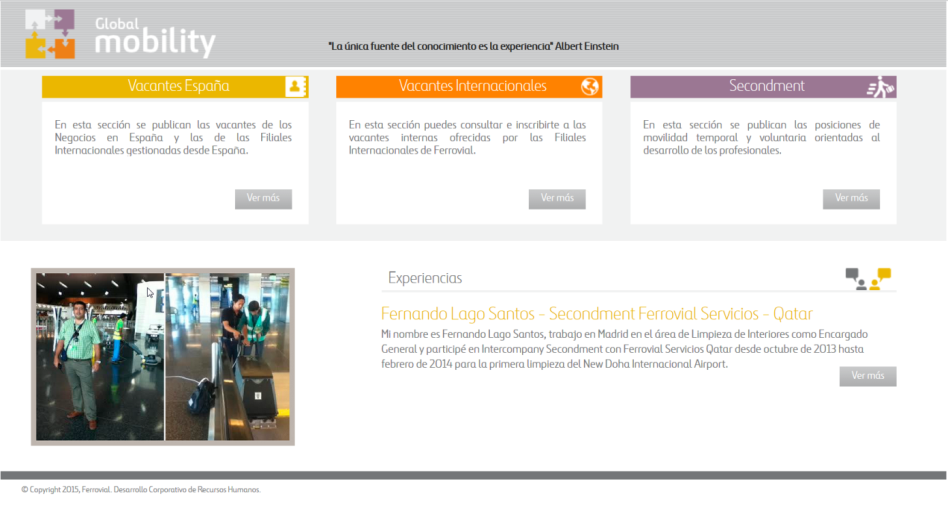 Global
mobility
"La única fuente del conocimiento es la experiencia" Albert Einstein
Vacantes España
En esta sección se publican las vacantes de los
Negocios en España y las de las Filiales
Internacionales gestionadas desde España.
Ver más
Vacantes Internacionales
En esta sección puedes consultar e inscribirte a las
vacantes internas ofrecidas por las Filiales
Internacionales de Ferrovial.
Ver más
Secondment
En esta sección se publican las posiciones de
movilidad temporal y voluntaria orientadas al
desarrollo de los profesionales.
Ver más
Experiencias
Fernando Lago Santos - Secondment Ferrovial Servicios - Qatar
Mi nombre es Fernando Lago Santos, trabajo en Madrid en el área de Limpieza de Interiores como Encargado
General y participé en Intercompany Secondment con Ferrovial Servicios Qatar desde octubre de 2013 hasta
febrero de 2014 para la primera limpieza del New Doha Internacional Airport.
Ver más
© Copyright 2015, Ferrovial. Desarrollo Corporativo de Recursos Humanos.